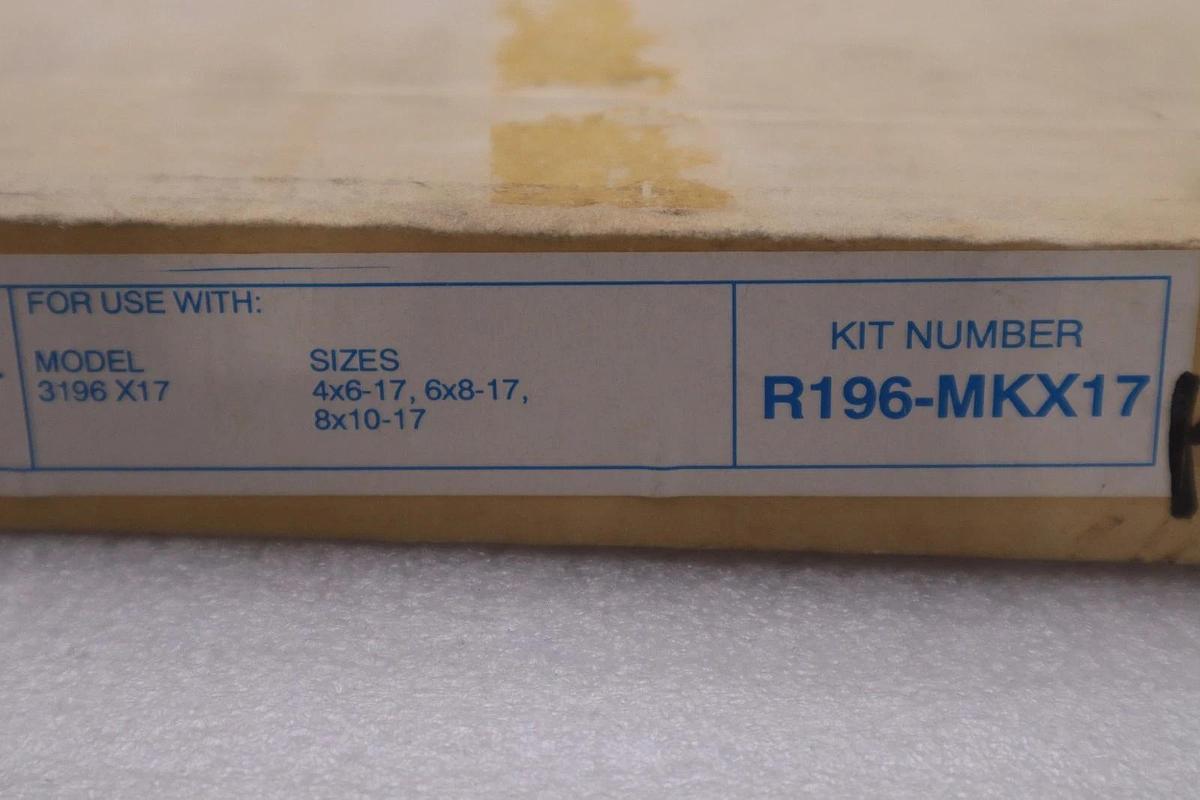 FOR USE WITH:
MODEL
3196 X17
SIZES
4x6-17, 6x8-17,
8x10-17
KIT NUMBER
R196-MKX17